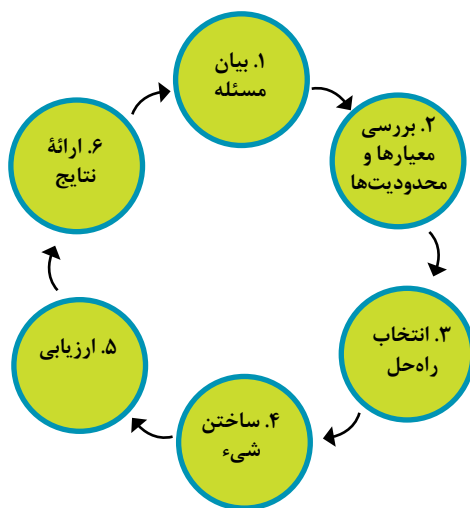 ۱. بیان
مسئله
۲. بررسی
معیارها و
محدودیت‌ها
۳. انتخاب
راه‌حل
۴. ساختن
شیء
۵. ارزیابی
۶. ارائهٔ
نتایج